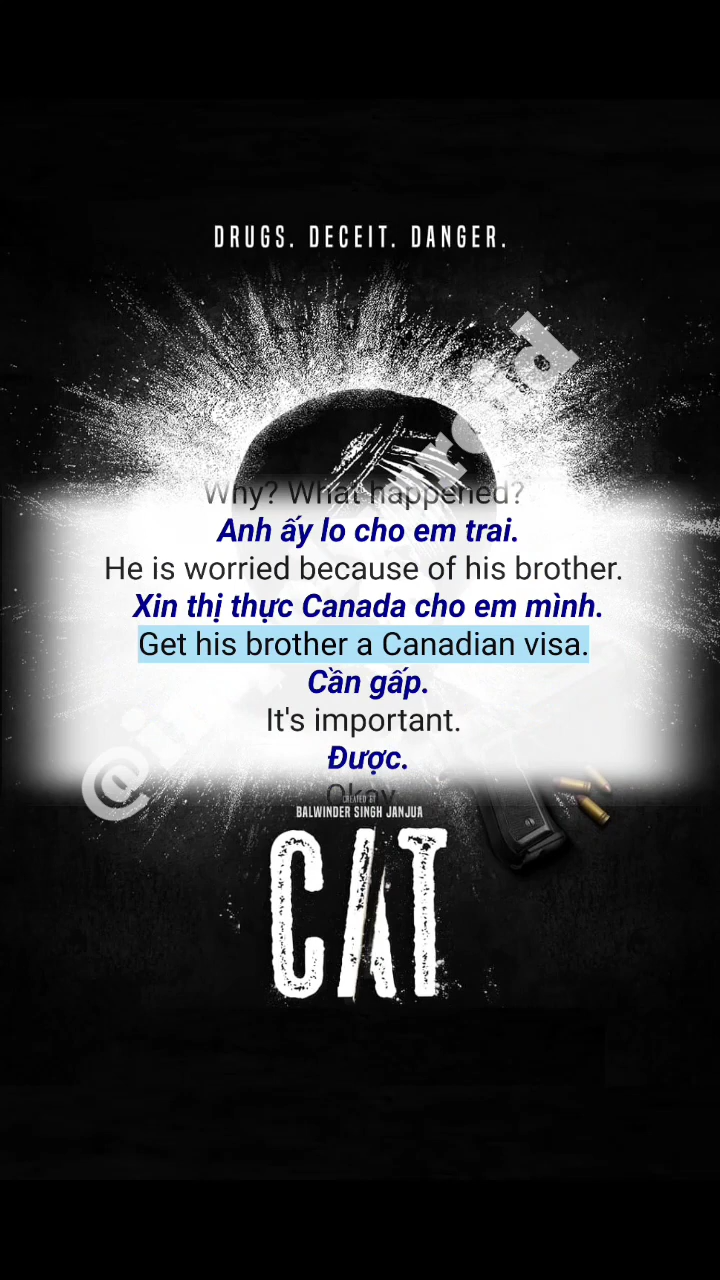 DRUGS. DECEIT. DANGER.
Why? What happened?
Anh ấy lo cho em trai.
He is worried because of his brother.
Xin thị thực Canada cho em mình.
Get his brother a Canadian visa.
Cần gấp.
It's important.
Được.
Okay
CREATED BY
BALWINDER SINGH JANJUA
CAT